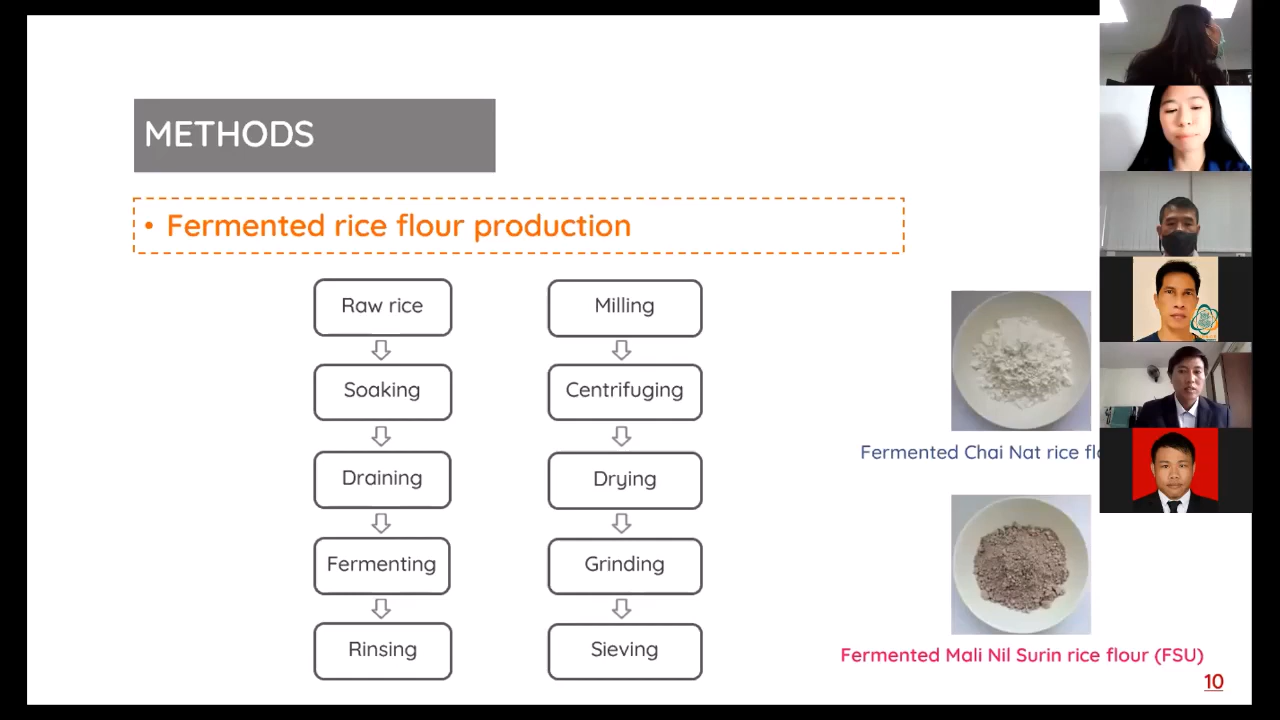 METHODS
• Fermented rice flour production
Raw rice
Soaking
Draining
Fermenting
Rinsing
Milling
Centrifuging
Drying
Grinding
Sieving
Fermented Chai Nat rice
Fermented Mali Nil Surin rice flour (FSU)
10